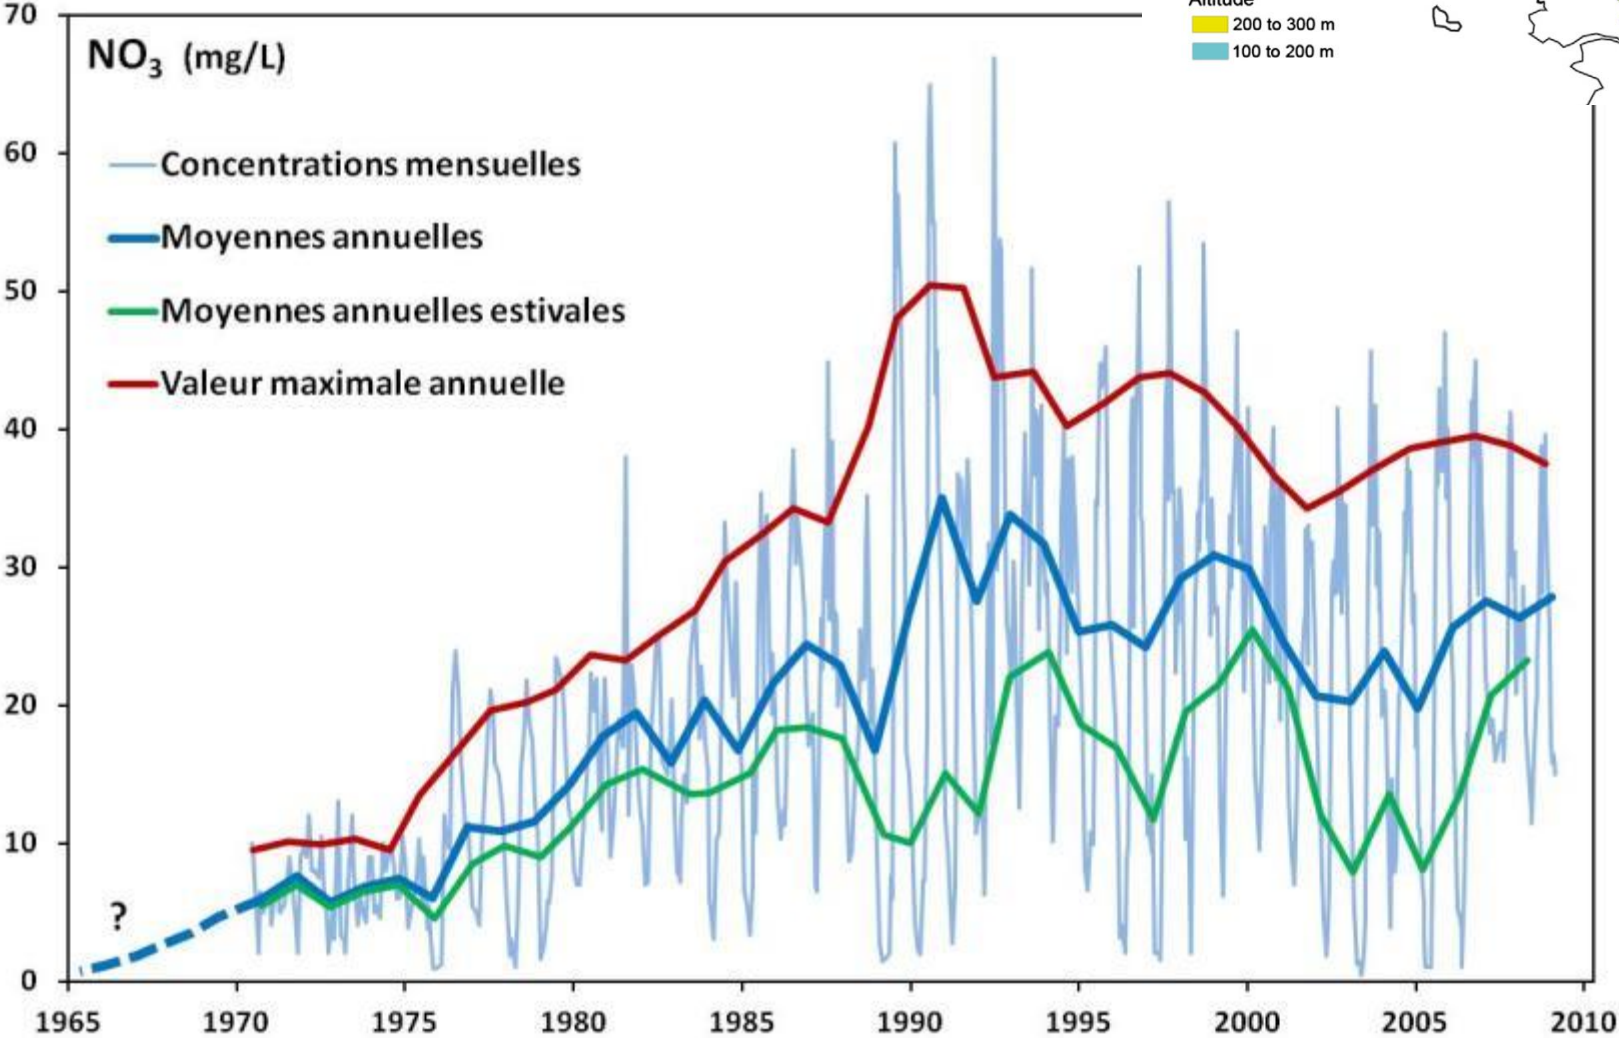 Altitude
200 to 300 m
100 to 200 m
NO₃ (mg/L)
Concentrations mensuelles
Moyennes annuelles
Moyennes annuelles estivales
Valeur maximale annuelle
70
60
50
40
30
20
10
0
?
1965 1970 1975 1980 1985 1990 1995 2000 2005 2010